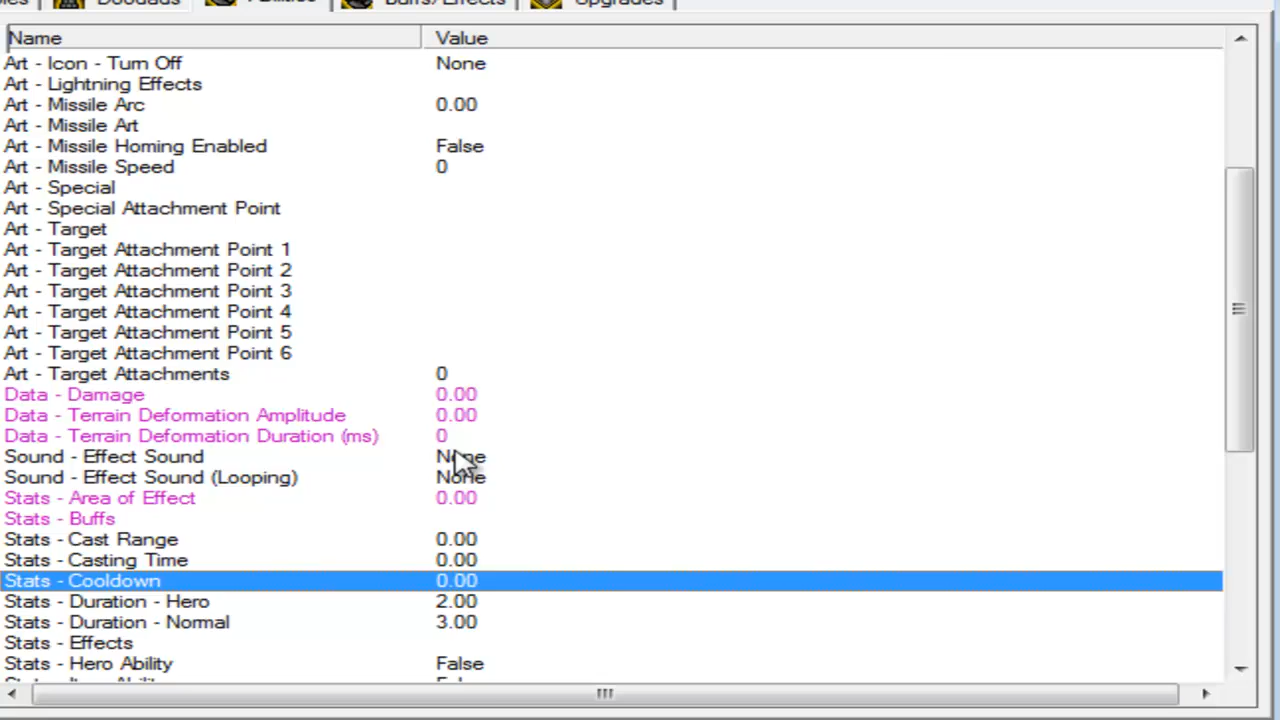 Doodads Abilities Buffs/Effects Upgrades
Name Value
Art - Icon - Turn Off None
Art - Lightning Effects
Art - Missile Arc 0.00
Art - Missile Art
Art - Missile Homing Enabled False
Art - Missile Speed 0
Art - Special
Art - Special Attachment Point
Art - Target
Art - Target Attachment Point 1
Art - Target Attachment Point 2
Art - Target Attachment Point 3
Art - Target Attachment Point 4
Art - Target Attachment Point 5
Art - Target Attachment Point 6
Art - Target Attachments 0
Data - Damage 0.00
Data - Terrain Deformation Amplitude 0.00
Data - Terrain Deformation Duration (ms) 0
Sound - Effect Sound None
Sound - Effect Sound (Looping) None
Stats - Area of Effect 0.00
Stats - Buffs
Stats - Cast Range 0.00
Stats - Casting Time 0.00
Stats - Cooldown 0.00
Stats - Duration - Hero 2.00
Stats - Duration - Normal 3.00
Stats - Effects
Stats - Hero Ability False